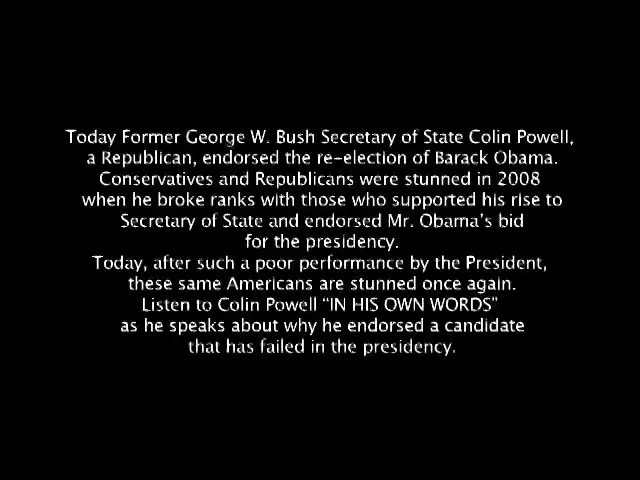 Today Former George W. Bush Secretary of State Colin Powell,
a Republican, endorsed the re-election of Barack Obama.
Conservatives and Republicans were stunned in 2008
when he broke ranks with those who supported his rise to
Secretary of State and endorsed Mr. Obama's bid
for the presidency.
Today, after such a poor performance by the President,
these same Americans are stunned once again.
Listen to Colin Powell “IN HIS OWN WORDS”
as he speaks about why he endorsed a candidate
that has failed in the presidency.